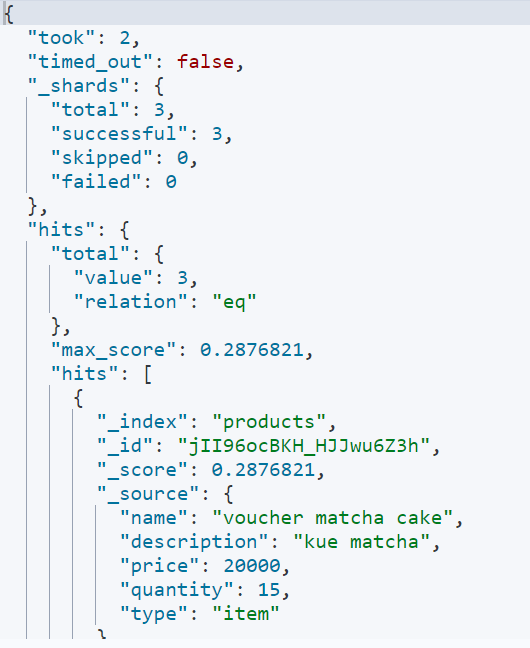 {
"took": 2,
"timed_out": false,
"_shards": {
"total": 3,
"successful": 3,
"skipped": 0,
"failed": 0
},
"hits": {
"total": {
"value": 3,
"relation": "eq"
},
"max_score": 0.2876821,
"hits": [
{
"_index": "products",
"_id": "jII96ocBKH_HJJwu6Z3h",
"_score": 0.2876821,
"_source": {
"name": "voucher matcha cake",
"description": "kue matcha",
"price": 20000,
"quantity": 15,
"type": "item"
}